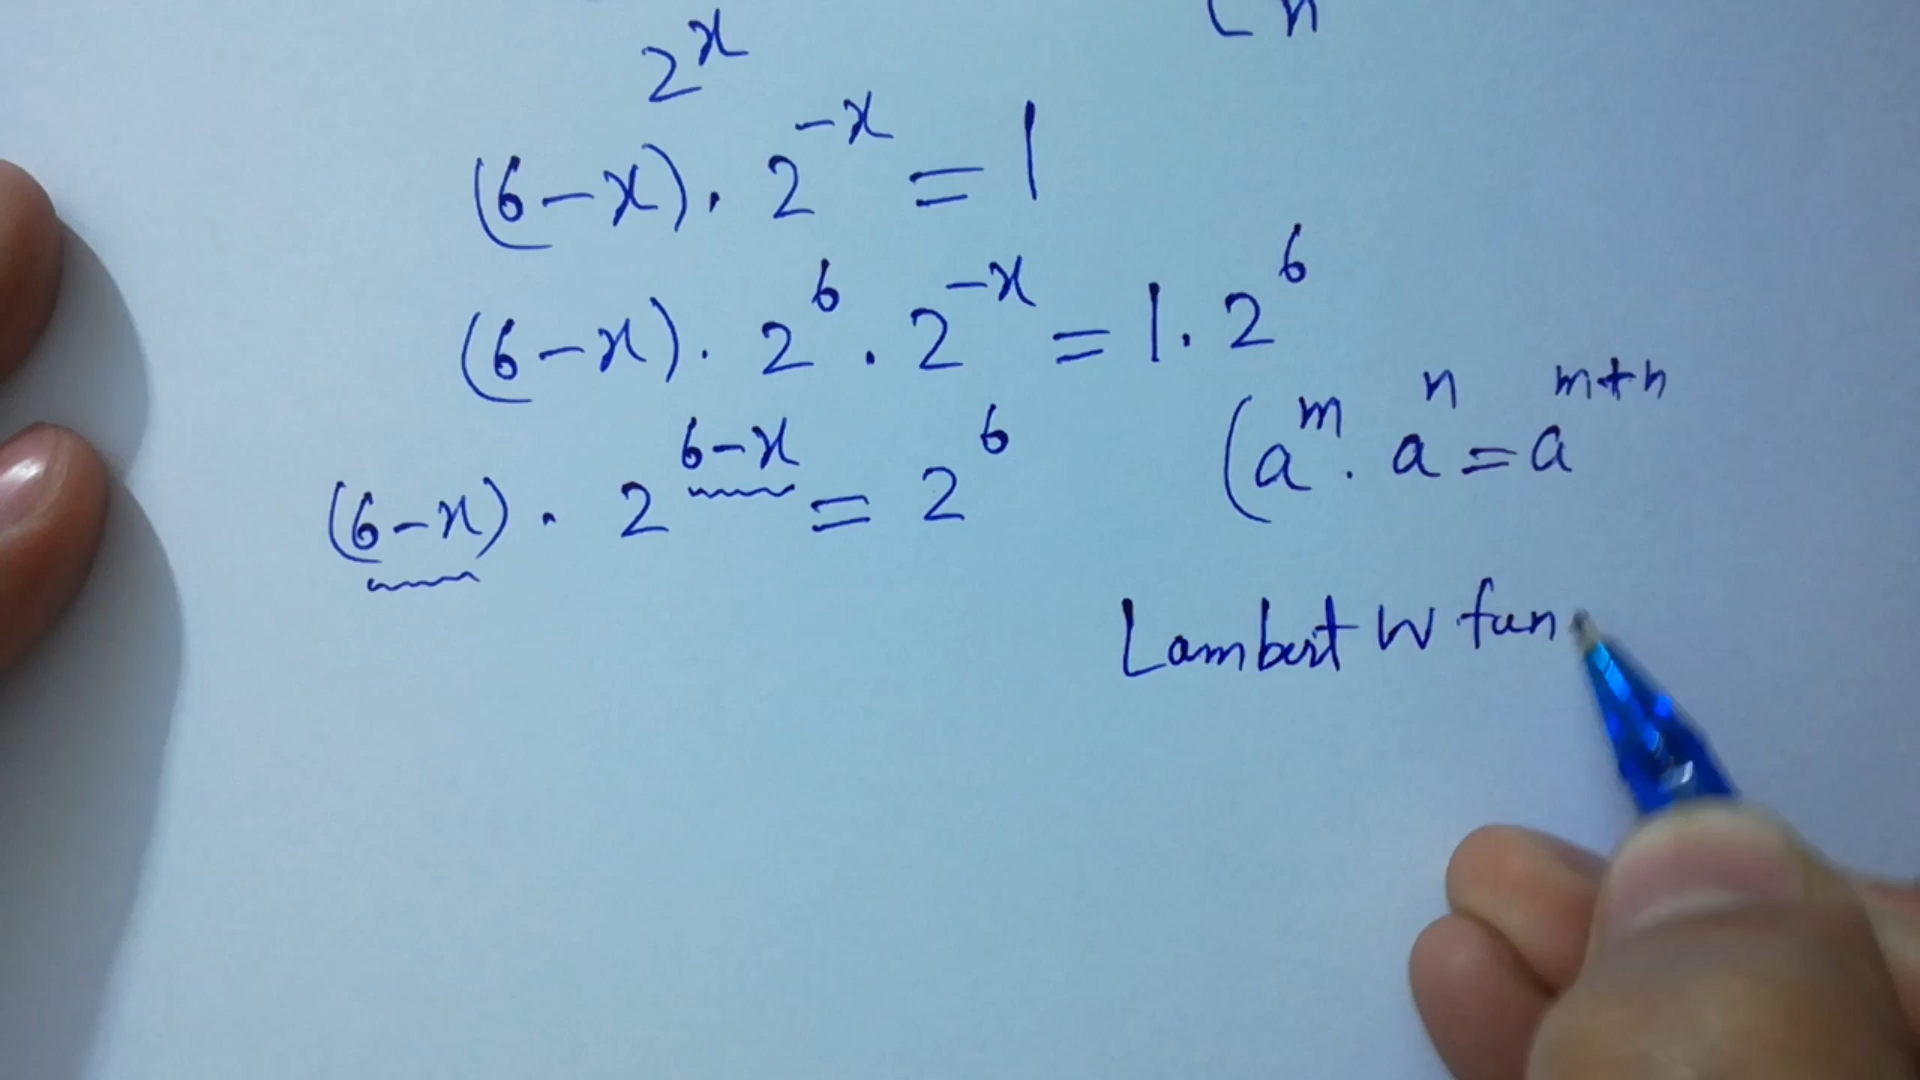 2^x
(n
(6-x). 2^-x = 1
(6-x). 2^6 . 2^-x = 1. 2^6
(6-x). 2^6-x = 2^6
(a^m . a^n = a^m+n
Lambert W fun